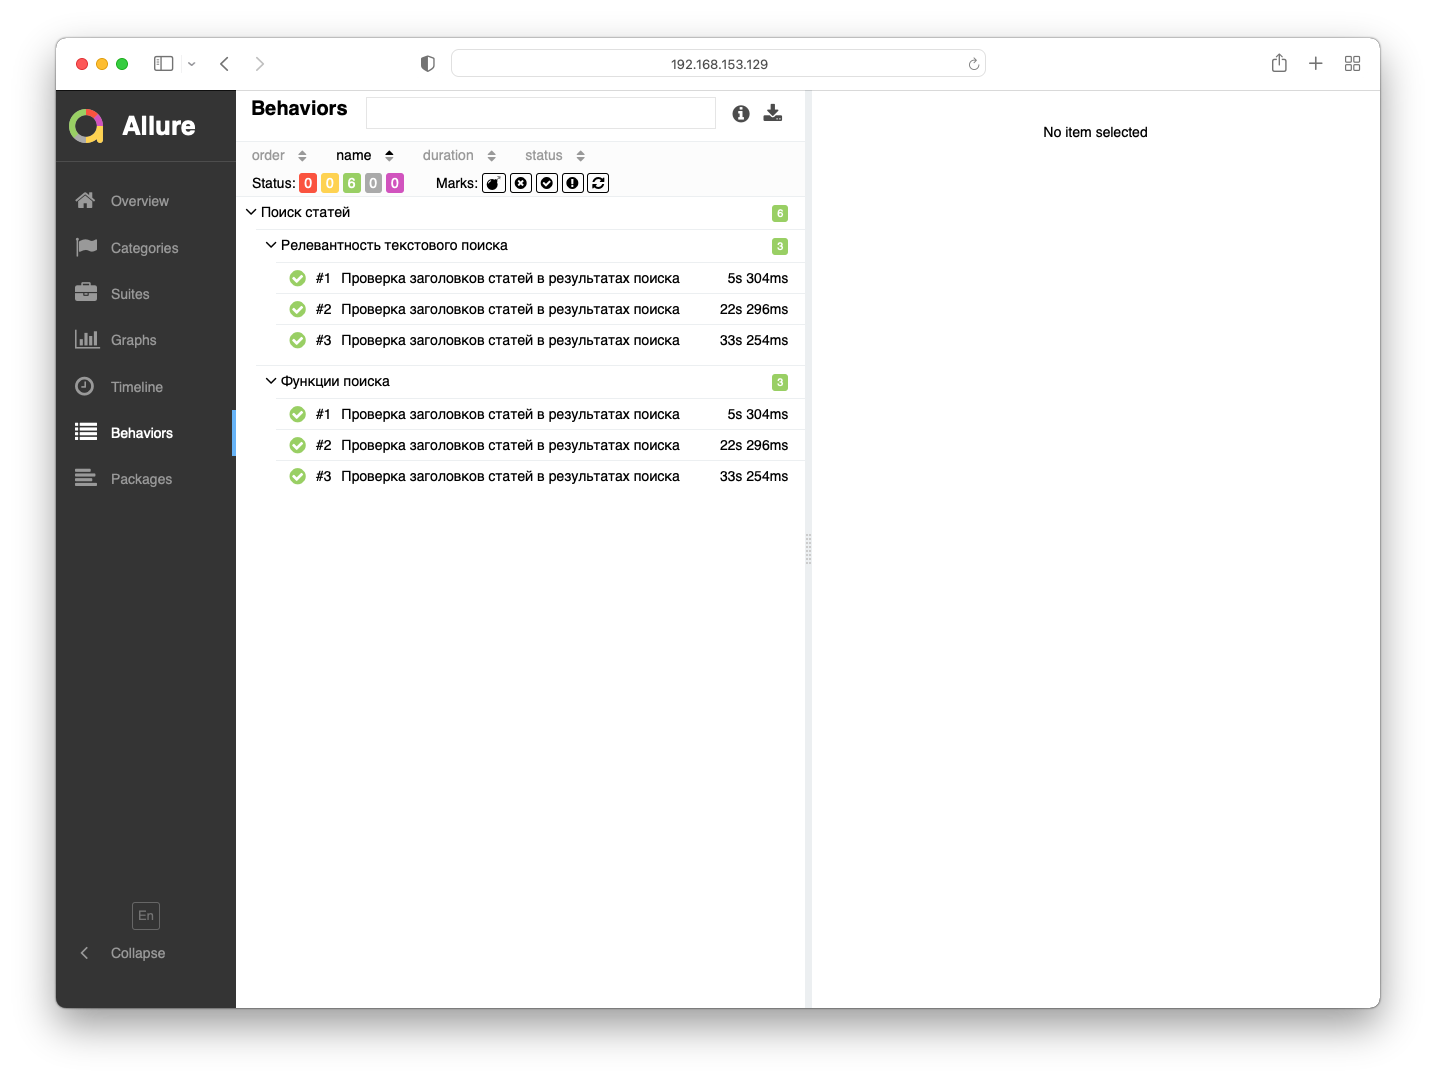 192.168.153.129
Allure
Overview
Categories
Suites
Graphs
Timeline
Behaviors
Packages
En
Collapse
Behaviors
order name duration status
Status: 0 0 6 0 0 Marks:
Поиск статей 6
Релевантность текстового поиска 3
#1 Проверка заголовков статей в результатах поиска 5s 304ms
#2 Проверка заголовков статей в результатах поиска 22s 296ms
#3 Проверка заголовков статей в результатах поиска 33s 254ms
Функции поиска 3
#1 Проверка заголовков статей в результатах поиска 5s 304ms
#2 Проверка заголовков статей в результатах поиска 22s 296ms
#3 Проверка заголовков статей в результатах поиска 33s 254ms
No item selected